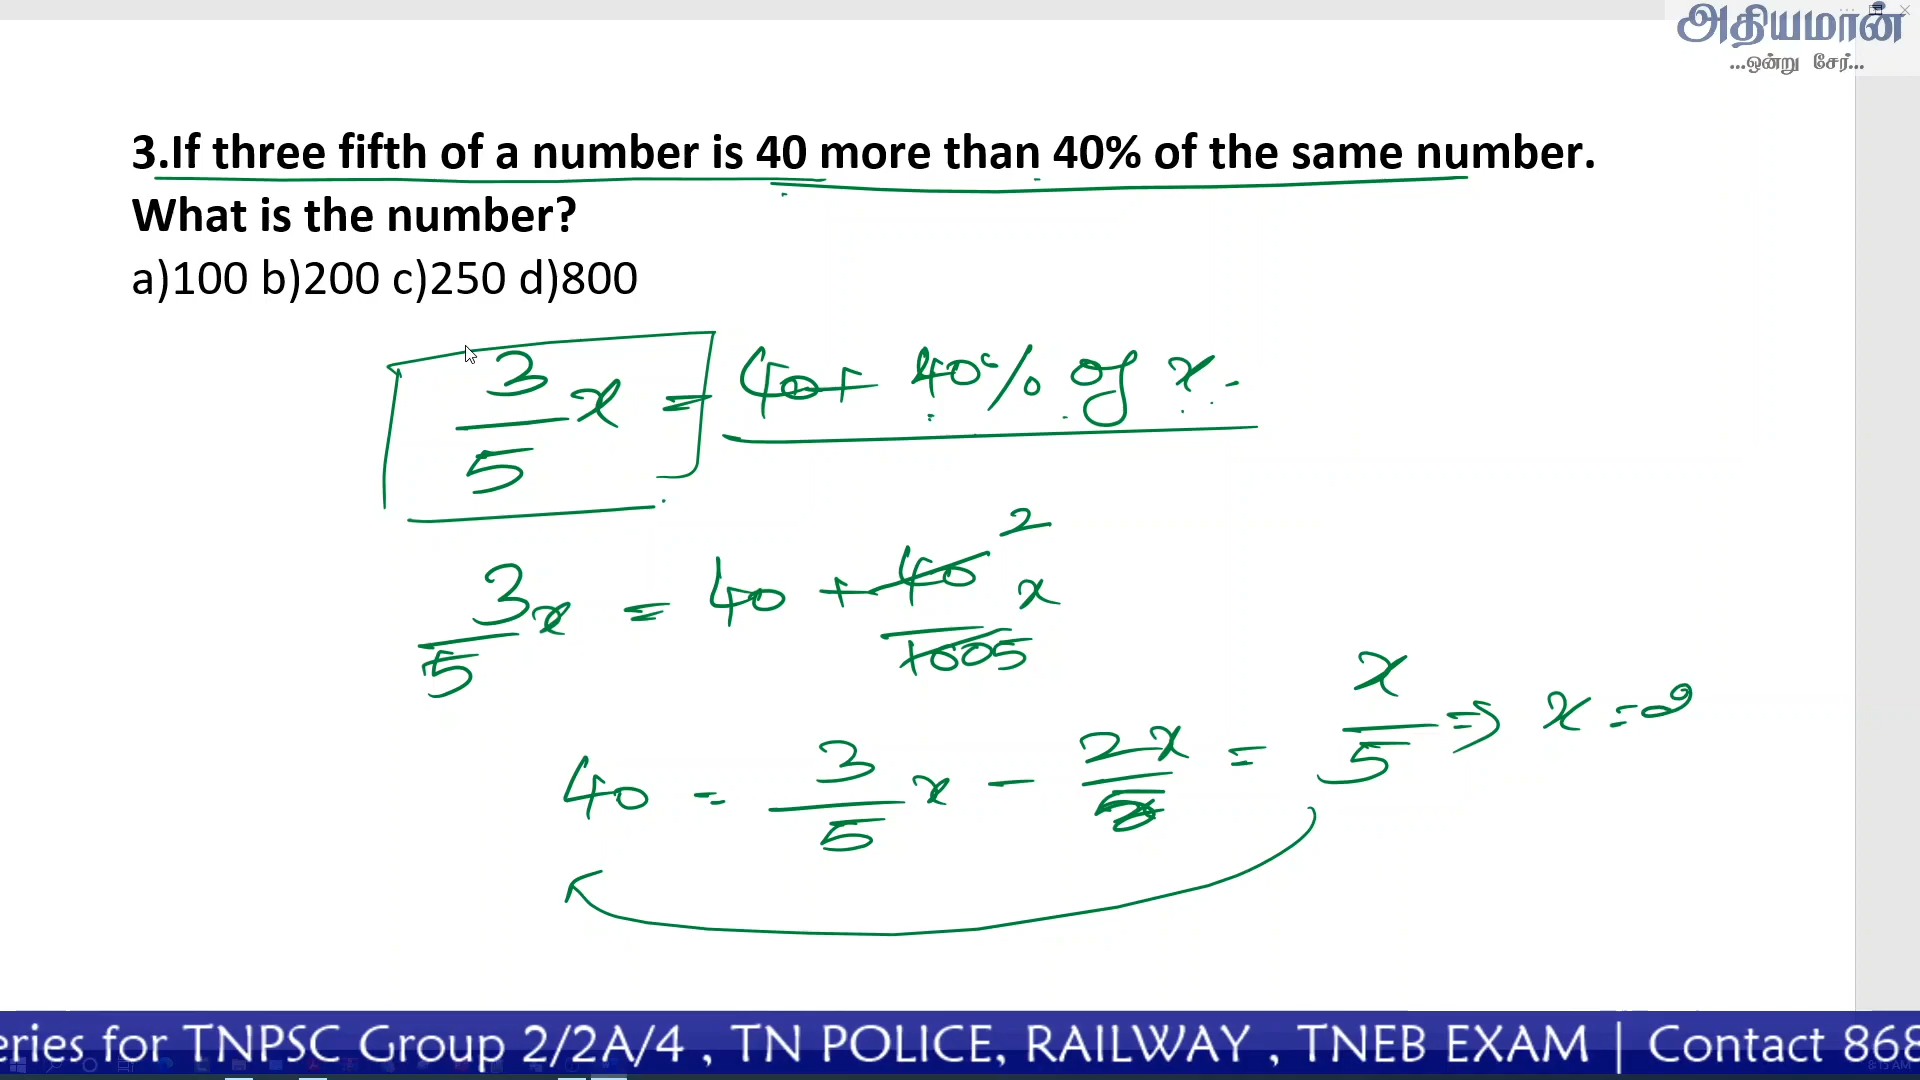 அதியமான்
...ஒன்று சேர்...
3.If three fifth of a number is 40 more than 40% of the same number.
What is the number?
a)100 b)200 c)250 d)800
3/5 x = 40+ 40% of x
3/5 x = 40 + 40/100 x 2 5
40 = 3/5 x - 2x/5 = x/5 ⇒ x =
eries for TNPSC Group 2/2A/4 , TN POLICE, RAILWAY , TNEB EXAM | Contact 868